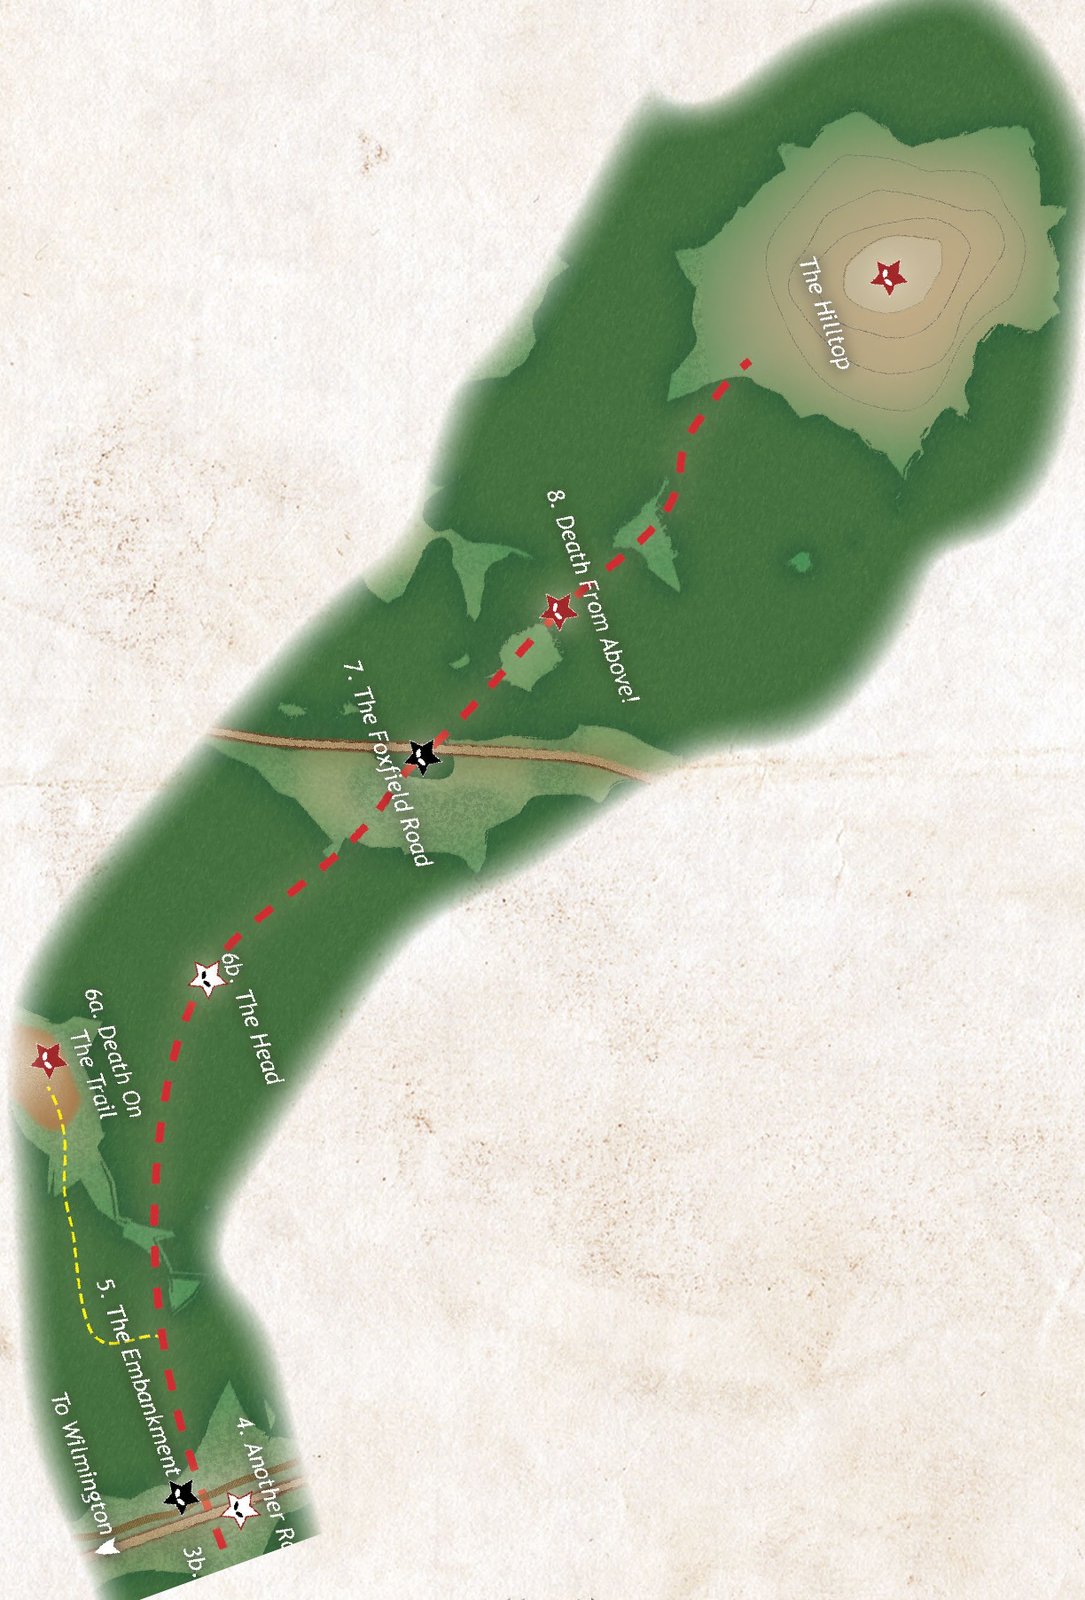 The Hilltop
8. Death From Above!
7. The Foxfield Road
6b. The Head
6a. Death On
The Trail
5. The Embankment
4. Another
To Wilmington
3b.